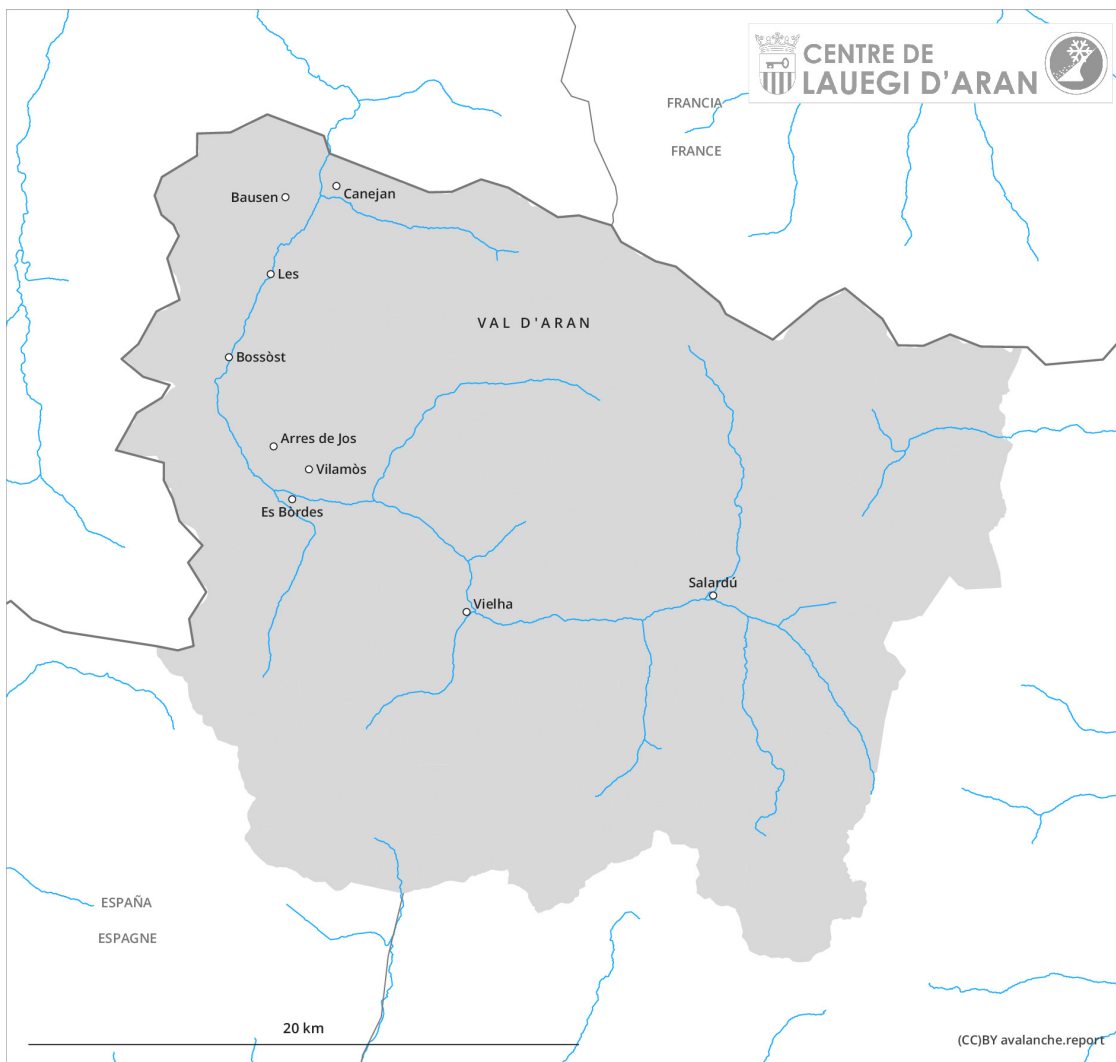 CENTRE DE
LAUEGI D'ARAN
FRANCIA
FRANCE
Canejan
Bausen
Les
VAL D'ARAN
Bossòst
Arres de Jos
Vilamòs
Es Bòrdes
Salardú
Vielha
ESPAÑA
ESPAGNE
20 km
(CC)BY avalanche.report